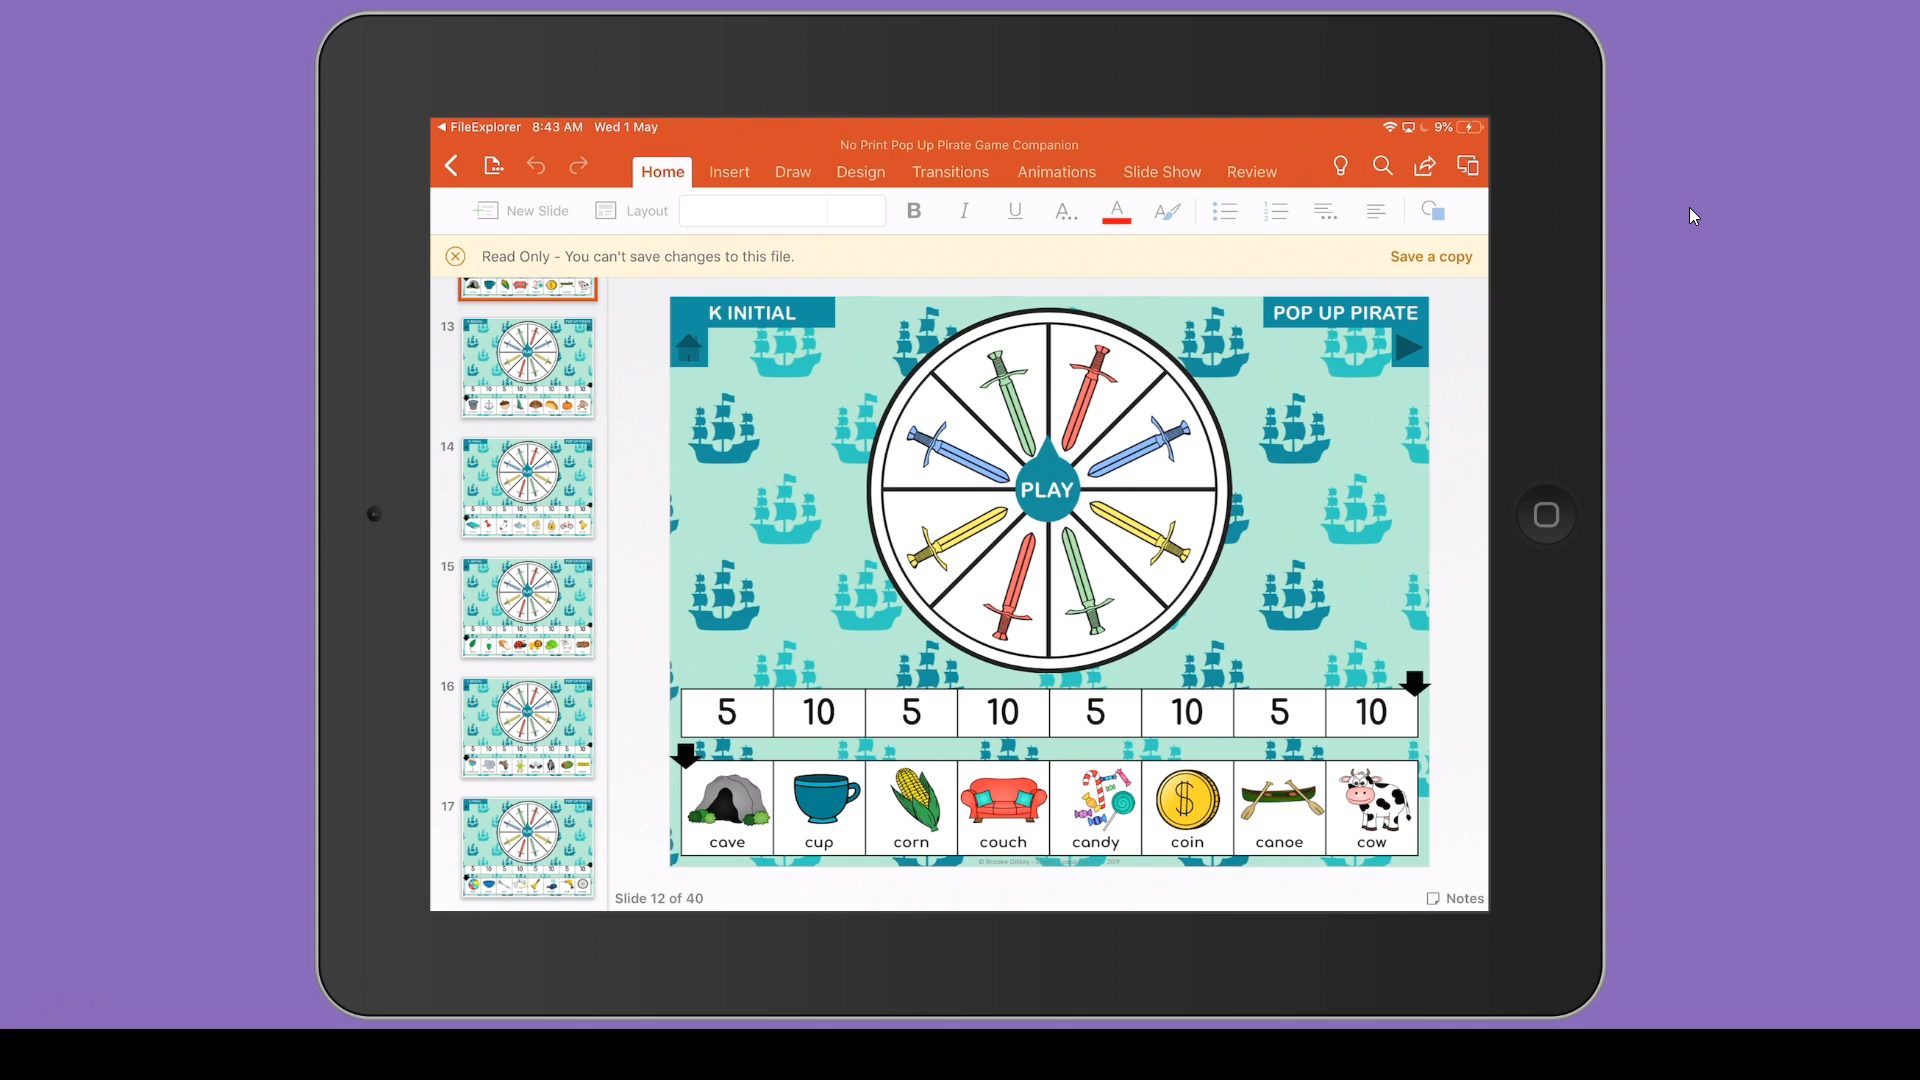 FileExplorer 8:43 AM Wed 1 May 9%
No Print Pop Up Pirate Game Companion
Home Insert Draw Design Transitions Animations Slide Show Review
New Slide Layout B I U A.. A A
Read Only - You can't save changes to this file. Save a copy
13
14
15
16
17
K INITIAL
POP UP PIRATE
PLAY
5 10 5 10 5 10 5 10
cave cup corn couch candy coin canoe cow
Slide 12 of 40
Notes